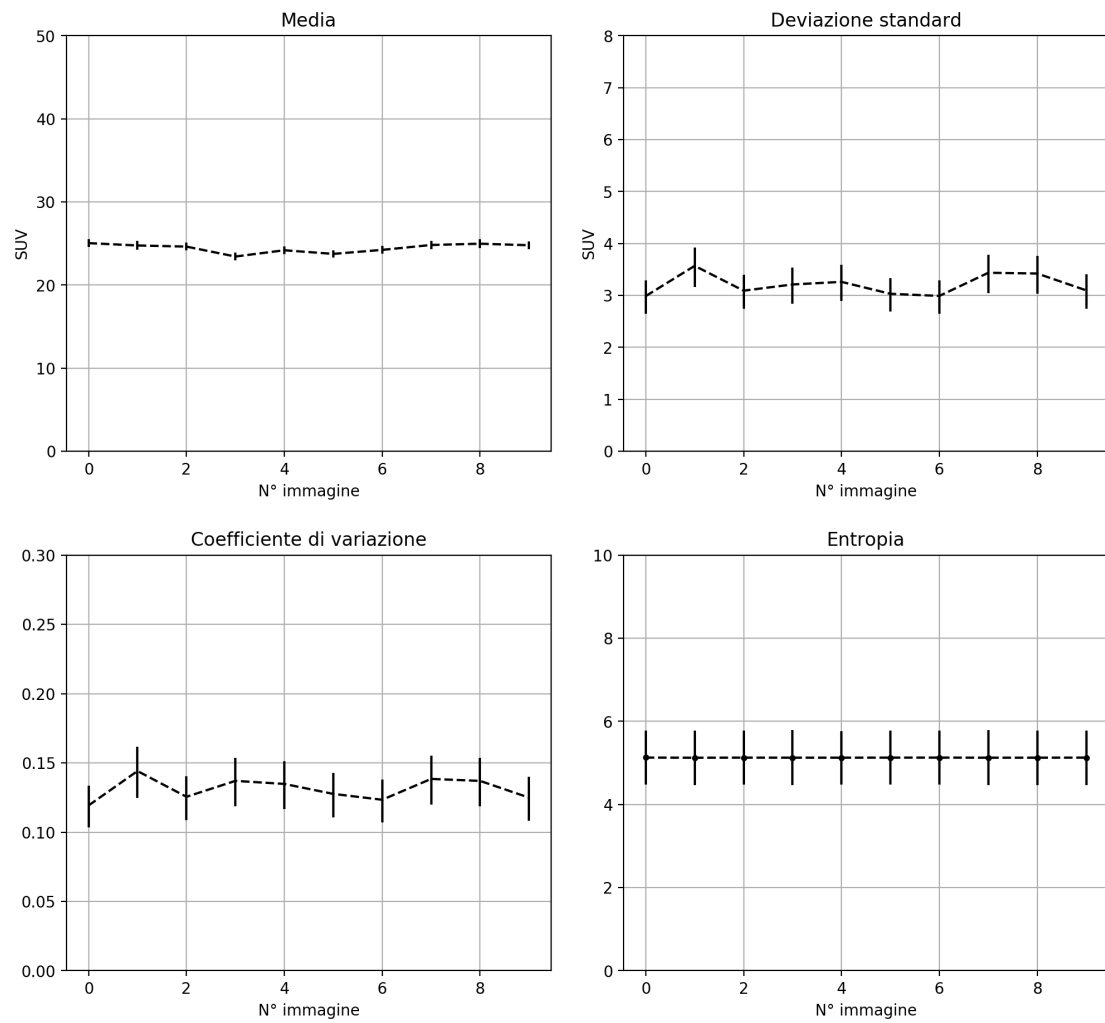 Media
50
40
30
20
10
0
SUV
0 2 4 6 8
N° immagine
Deviazione standard
8
7
6
5
4
3
2
1
0
SUV
0 2 4 6 8
N° immagine
Coefficiente di variazione
0.30
0.25
0.20
0.15
0.10
0.05
0.00
0 2 4 6 8
N° immagine
Entropia
10
8
6
4
2
0
0 2 4 6 8
N° immagine